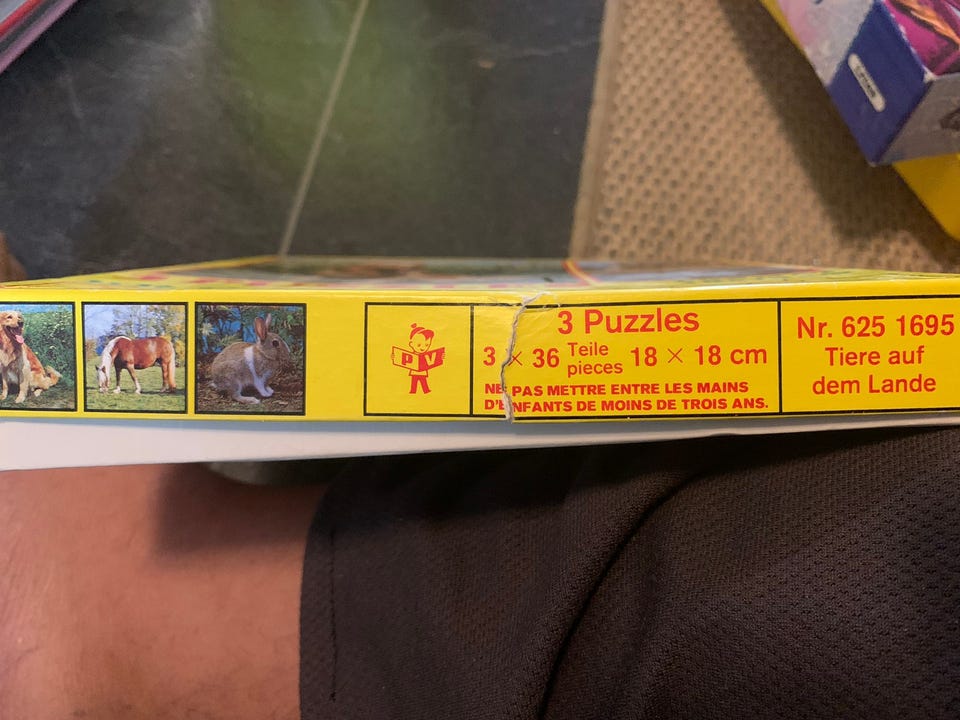 P V
3 Puzzles
3 × 36 Teile pieces 18 × 18 cm
NE PAS METTRE ENTRE LES MAINS
D'ENFANTS DE MOINS DE TROIS ANS.
Nr. 625 1695
Tiere auf
dem Lande